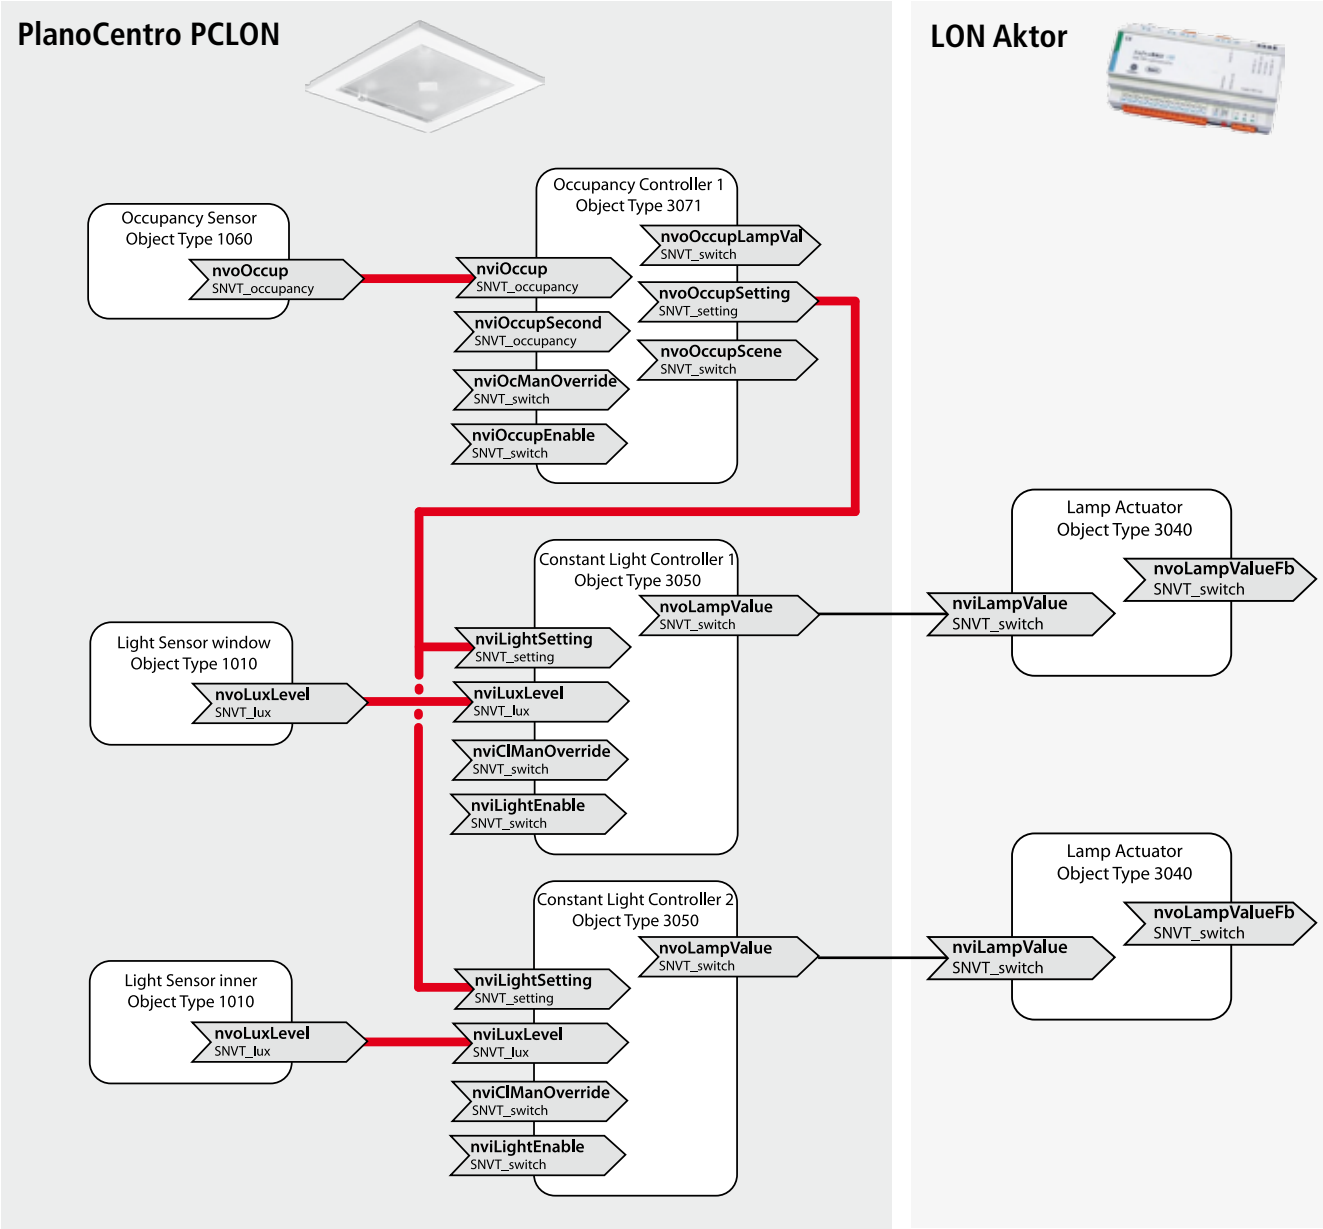 PlanoCentro PCLON
LON Aktor
Occupancy Sensor
Object Type 1060
nvoOccup
SNVT_occupancy
Occupancy Controller 1
Object Type 3071
nvoOccupLampVal
SNVT_switch
nviOccup
SNVT_occupancy
nvoOccupSetting
SNVT_setting
nviOccupSecond
SNVT_occupancy
nvoOccupScene
SNVT_switch
nviOcManOverride
SNVT_switch
nviOccupEnable
SNVT_switch
Lamp Actuator
Object Type 3040
nvoLampValueFb
SNVT_switch
nviLampValue
SNVT_switch
Constant Light Controller 1
Object Type 3050
nvoLampValue
SNVT_switch
nviLightSetting
SNVT_setting
Light Sensor window
Object Type 1010
nvoLuxLevel
SNVT_lux
nviLuxLevel
SNVT_lux
nviClManOverride
SNVT_switch
nviLightEnable
SNVT_switch
Lamp Actuator
Object Type 3040
nvoLampValueFb
SNVT_switch
nviLampValue
SNVT_switch
Constant Light Controller 2
Object Type 3050
nvoLampValue
SNVT_switch
nviLightSetting
SNVT_setting
Light Sensor inner
Object Type 1010
nvoLuxLevel
SNVT_lux
nviLuxLevel
SNVT_lux
nviClManOverride
SNVT_switch
nviLightEnable
SNVT_switch